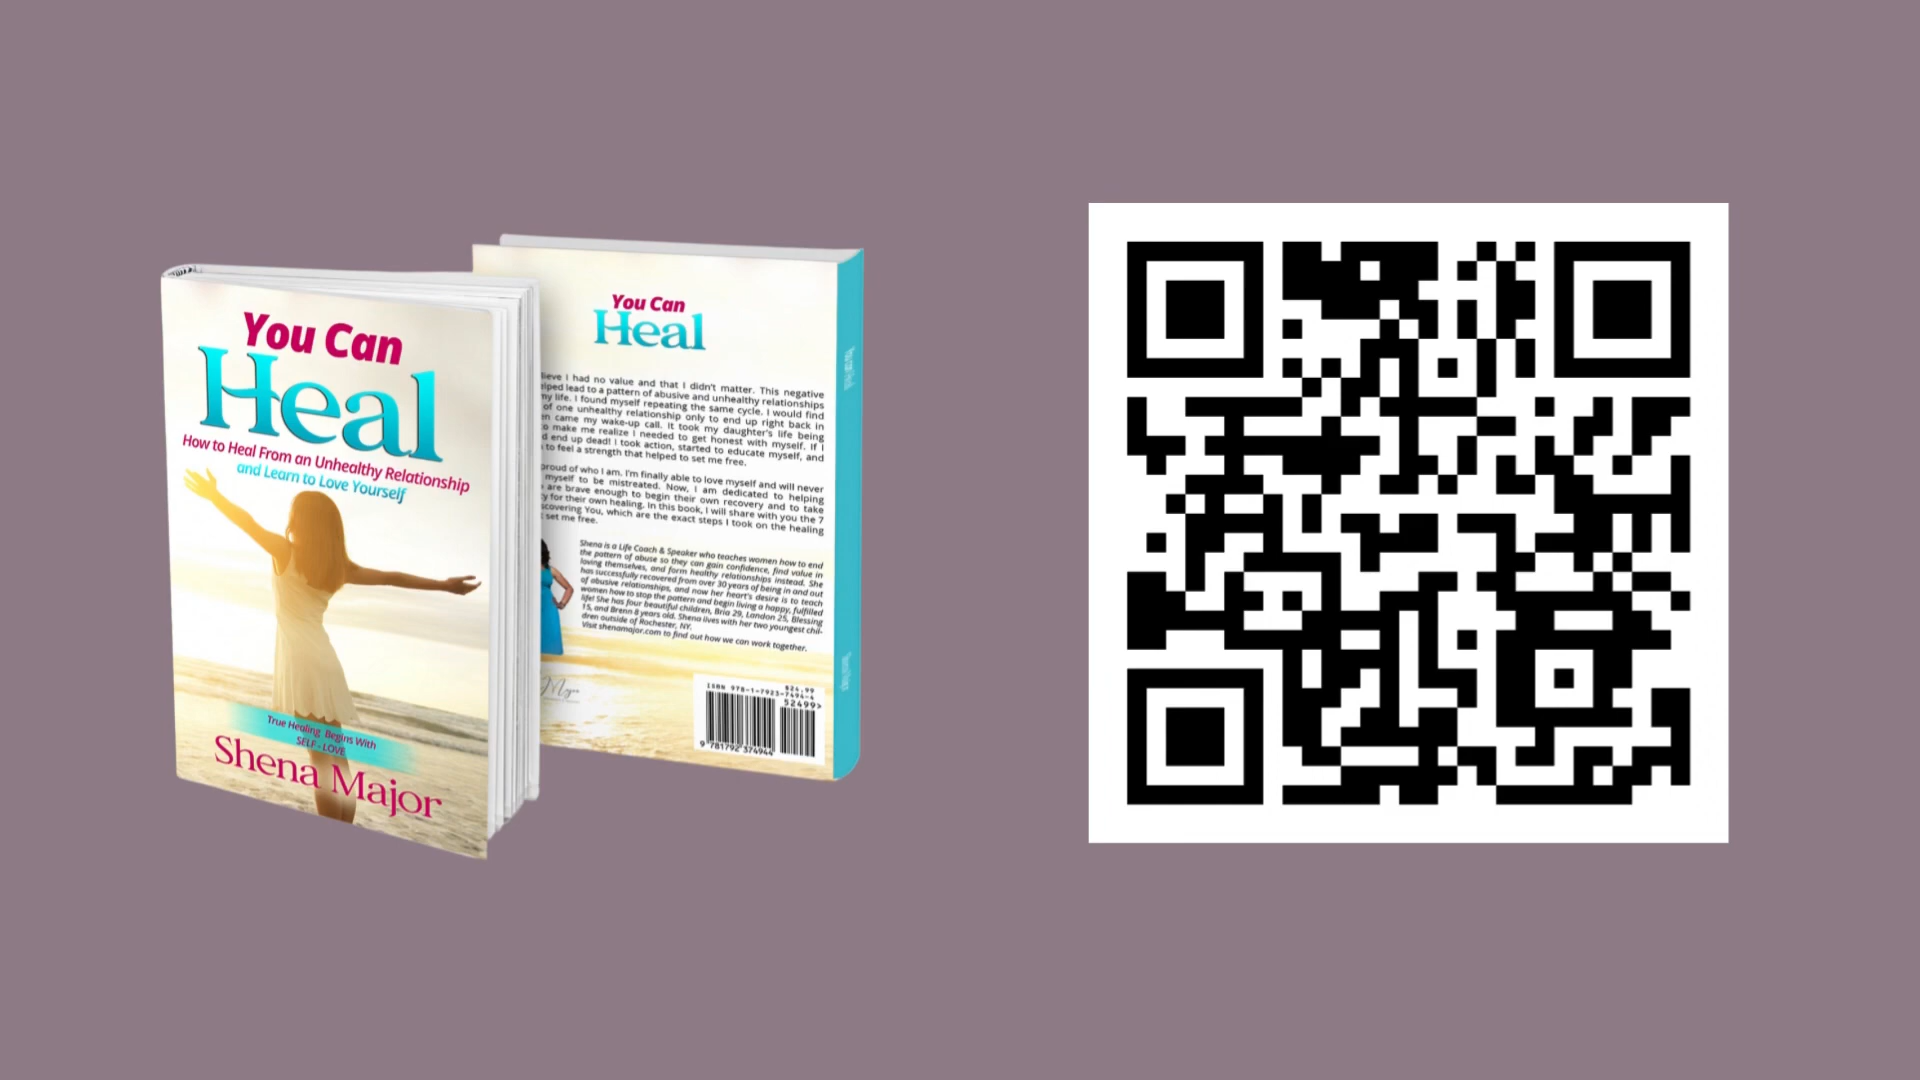 You Can
Heal
How to Heal From an Unhealthy Relationship
and Learn to Love Yourself
True Healing Begins With
SELF - LOVE
Shena Major
You Can
Heal
I had no value and that I didn't matter. This negative
lead to a pattern of abusive and unhealthy relationships
my life. I found myself repeating the same cycle. I would find
of one unhealthy relationship only to end up right back in
came my wake-up call. It took my daughter's life being
make me realize I needed to get honest with myself. If I
end up dead! I took action, started to educate myself, and
to feel a strength that helped to set me free.
proud of who I am. I'm finally able to love myself and will never
myself to be mistreated. Now, I am dedicated to helping
are brave enough to begin their own recovery and to take
for their own healing. In this book, I will share with you the 7
You, which are the exact steps I took on the healing
set me free.
Shena is a Life Coach & Speaker who teaches women how to end
the pattern of abuse so they can gain confidence, find value in
loving themselves, and form healthy relationships instead. She
has successfully recovered from over 30 years of being in and out
of abusive relationships, and now her heart's desire is to teach
women how to stop the pattern and begin living a happy, fulfilled
life! She has four beautiful children, Bria 29, Landon 25, Blessing
15, and Brenn 8 years old. Shena lives with her two youngest chil-
dren outside of Rochester, NY.
Visit shenamajor.com to find out how we can work together.
ISBN 978-1-7923-7494-4
$24.99
52499>
9 781792 374944